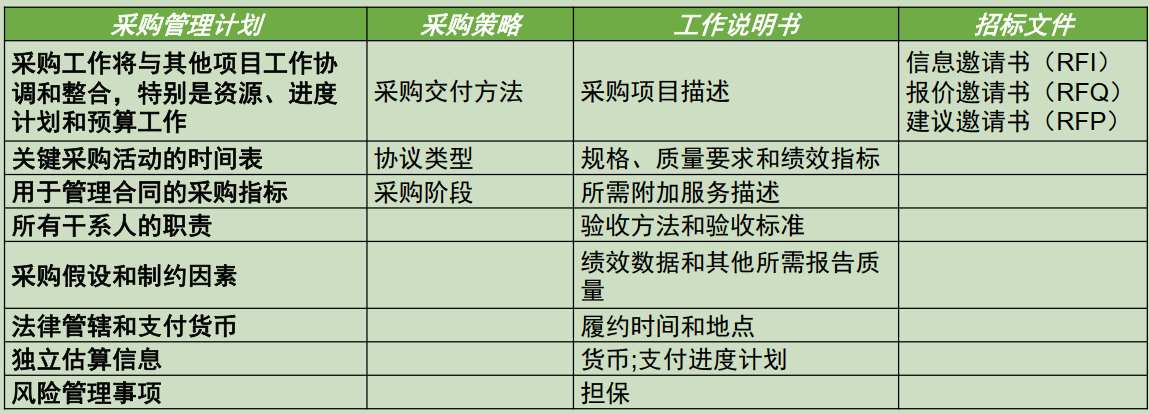 采购管理计划 采购策略 工作说明书 招标文件
采购工作将与其他项目工作协
调和整合，特别是资源、进度
计划和预算工作
采购交付方法
采购项目描述
信息邀请书（RFI）
报价邀请书（RFQ）
建议邀请书（RFP）
关键采购活动的时间表 协议类型 规格、质量要求和绩效指标
用于管理合同的采购指标 采购阶段 所需附加服务描述
所有干系人的职责 验收方法和验收标准
采购假设和制约因素
绩效数据和其他所需报告质
量
法律管辖和支付货币 履约时间和地点
独立估算信息 货币;支付进度计划
风险管理事项 担保